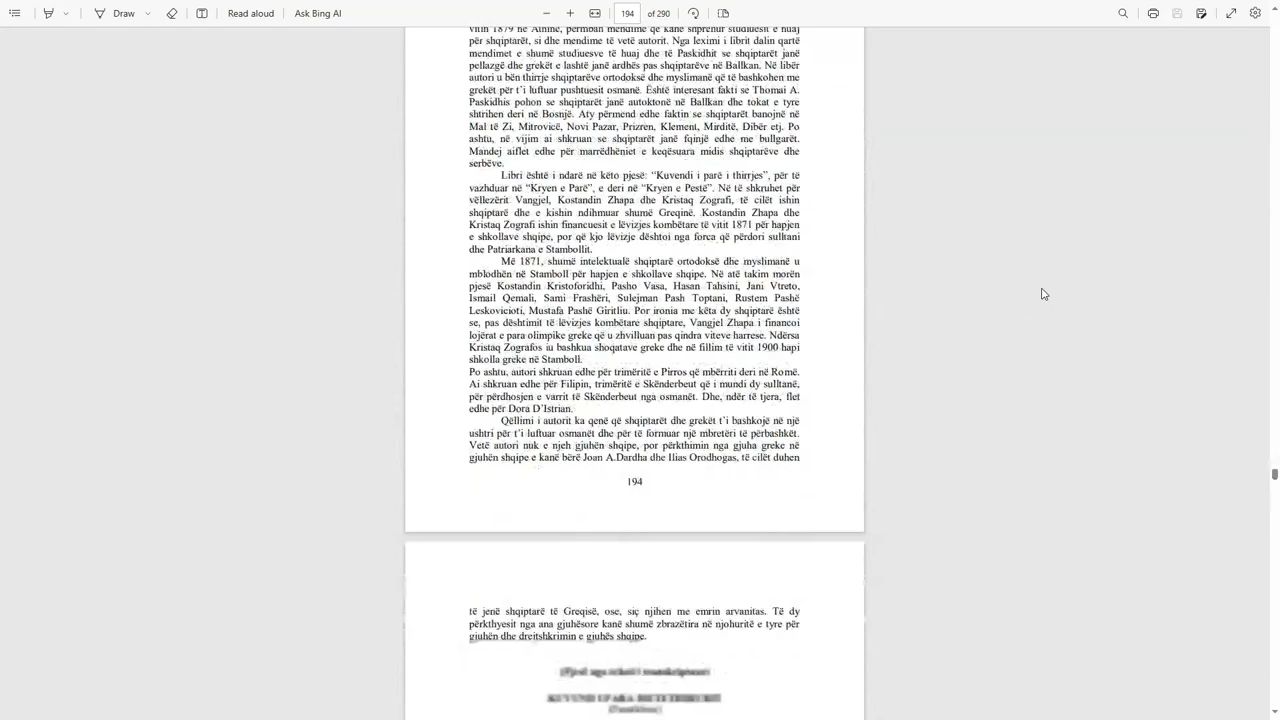 Draw
Read aloud
Ask Bing AI
194 of 290
vitin 1879 në Athinë, përmban mendime që kanë shprehur studiuesit e huaj
për shqiptarët, si dhe mendime të vetë autorit. Nga leximi i librit dalin qartë
mendimet e shumë studiuesve të huaj dhe të Paskidhit se shqiptarët janë
pellazgë dhe grekët e lashtë janë ardhës pas shqiptarëve në Ballkan. Në libër
autori u bën thirrje shqiptarëve ortodoksë dhe myslimanë që të bashkohen me
grekët për t’i luftuar pushtuesit osmanë. Është interesant fakti se Thomai A.
Paskidhis pohon se shqiptarët janë autoktonë në Ballkan dhe tokat e tyre
shtrihen deri në Bosnjë. Aty përmend edhe faktin se shqiptarët banojnë në
Mal të Zi, Mitrovicë, Novi Pazar, Prizren, Klement, Mirditë, Dibër etj. Po
ashtu, në vijim ai shkruan se shqiptarët janë fqinjë edhe me bullgarët.
Mandej aiflet edhe për marrëdhëniet e keqësuara midis shqiptarëve dhe
serbëve.
Libri është i ndarë në këto pjesë: “Kuvendi i parë i thirrjes”, për të
vazhduar në “Kryen e Parë”, e deri në “Kryen e Pestë”. Në të shkruhet për
vëllezërit Vangjel, Kostandin Zhapa dhe Kristaq Zografi, të cilët ishin
shqiptarë dhe e kishin ndihmuar shumë Greqinë. Kostandin Zhapa dhe
Kristaq Zografi ishin financuesit e lëvizjes kombëtare të vitit 1871 për hapjen
e shkollave shqipe, por që kjo lëvizje dështoi nga forca që përdori sulltani
dhe Patriarkana e Stambollit.
Më 1871, shumë intelektualë shqiptarë ortodoksë dhe myslimanë u
mblodhën në Stamboll për hapjen e shkollave shqipe. Në atë takim morën
pjesë Kostandin Kristoforidhi, Pasho Vasa, Hasan Tahsini, Jani Vtreto,
Ismail Qemali, Sami Frashëri, Sulejman Pash Toptani, Rustem Pashë
Leskovicioti, Mustafa Pashë Giritliu. Por ironia me këta dy shqiptarë është
se, pas dështimit të lëvizjes kombëtare shqiptare, Vangjel Zhapa i financoi
lojërat e para olimpike greke që u zhvilluan pas qindra viteve harrese. Ndërsa
Kristaq Zografos iu bashkua shoqatave greke dhe në fillim të vitit 1900 hapi
shkolla greke në Stamboll.
Po ashtu, autori shkruan edhe për trimëritë e Pirros që mbërriti deri në Romë.
Ai shkruan edhe për Filipin, trimëritë e Skënderbeut që i mundi dy sulltanë,
për përdhosjen e varrit të Skënderbeut nga osmanët. Dhe, ndër të tjera, flet
edhe për Dora D’Istrian.
Qëllimi i autorit ka qenë që shqiptarët dhe grekët t’i bashkojë në një
ushtri për t’i luftuar osmanët dhe për të formuar një mbretëri të përbashkët.
Vetë autori nuk e njeh gjuhën shqipe, por përkthimin nga gjuha greke në
gjuhën shqipe e kanë bërë Joan A.Dardha dhe Ilias Orodhogas, të cilët duhen
194
të jenë shqiptarë të Greqisë, ose, siç njihen me emrin arvanitas. Të dy
përkthyesit nga ana gjuhësore kanë shumë zbrazëtira në njohuritë e tyre për
gjuhën dhe dreitshkrimin e gjuhës shqipe.